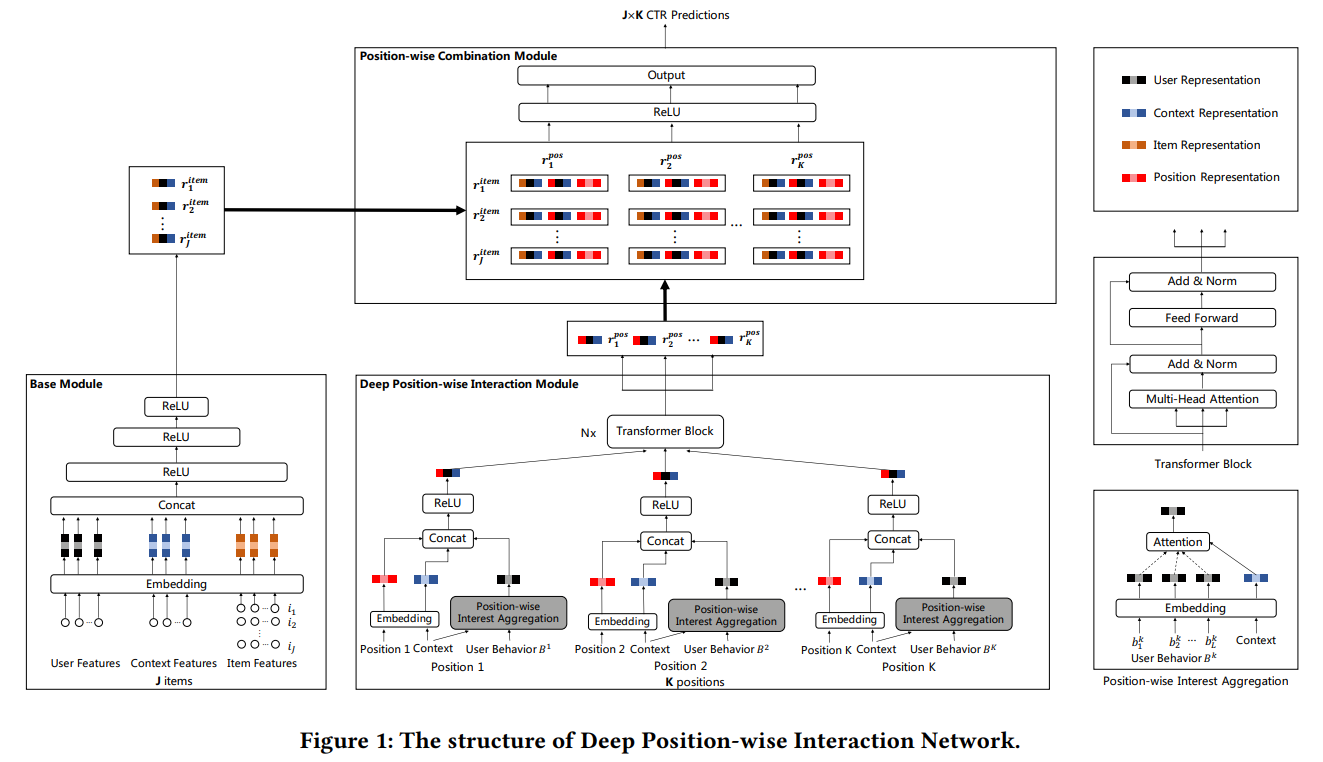 J×K CTR Predictions
Position-wise Combination Module
Output
ReLU
r_1^{pos} r_2^{pos} r_K^{pos}
r_1^{item}
r_2^{item} ...
⋮ ⋮ ⋮
r_J^{item}
r_1^{item}
r_2^{item}
⋮
r_J^{item}
r_1^{pos} r_2^{pos} ... r_K^{pos}
Base Module
ReLU
ReLU
ReLU
Concat
Embedding
i_1
i_2
⋮
i_J
User Features Context Features Item Features
J items
Deep Position-wise Interaction Module
Nx Transformer Block
ReLU
Concat
Embedding
Position-wise
Interest Aggregation
Position 1 Context User Behavior B^1
Position 1
ReLU
Concat
Embedding
Position-wise
Interest Aggregation
Position 2 Context User Behavior B^2
Position 2
...
ReLU
Concat
Embedding
Position-wise
Interest Aggregation
Position K Context User Behavior B^K
Position K
K positions
User Representation
Context Representation
Item Representation
Position Representation
Add & Norm
Feed Forward
Add & Norm
Multi-Head Attention
Transformer Block
Attention
Embedding
b_1^k b_2^k ... b_L^k Context
User Behavior B^k
Position-wise Interest Aggregation
Figure 1: The structure of Deep Position-wise Interaction Network.